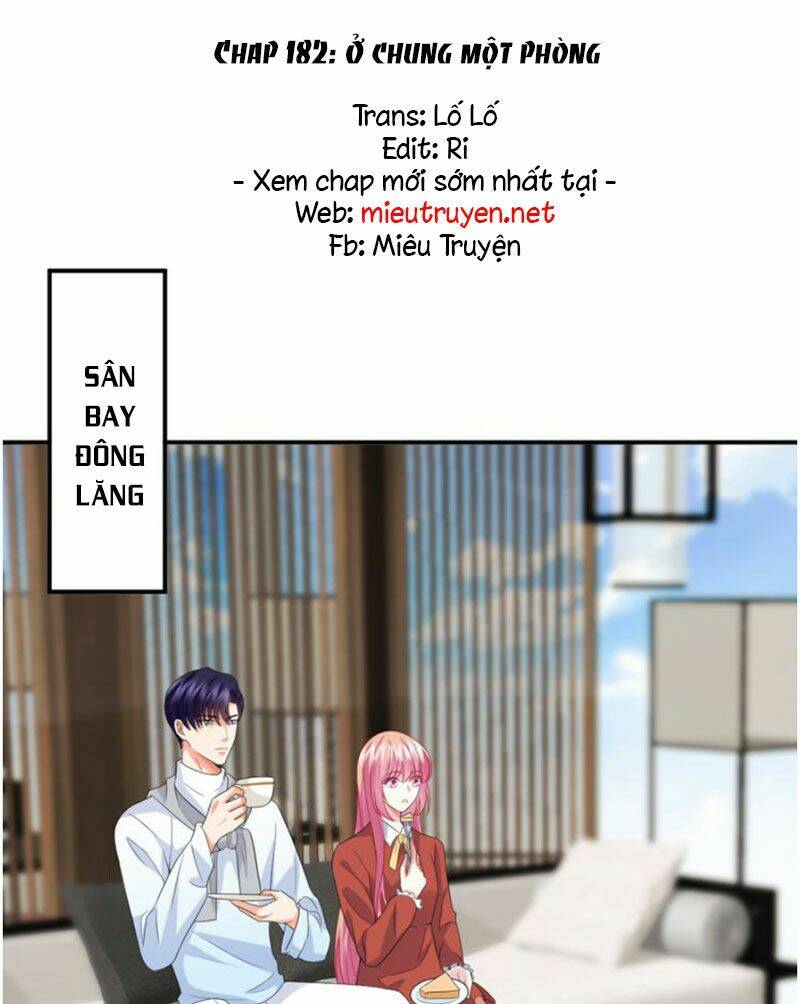 CHAP 182: Ở CHUNG MỘT PHÒNG
Trans: Lố Lố
Edit: Ri
- Xem chap mới sớm nhất tại -
Web: mieutruyen.net
Fb: Miêu Truyện
SÂN
BAY
ĐÔNG
LĂNG